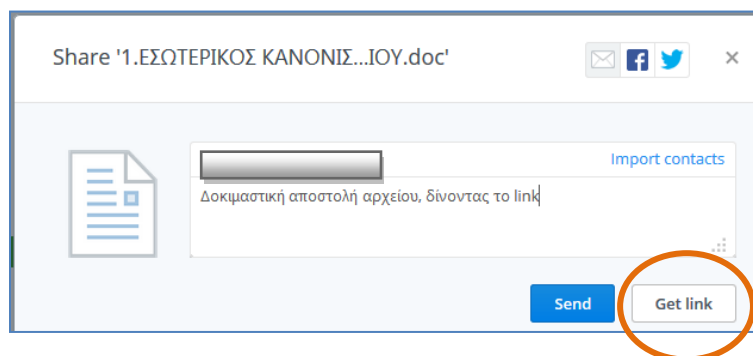 Share '1.ΕΣΩΤΕΡΙΚΟΣ ΚΑΝΟΝΙΣ...ΙΟΥ.doc'
Import contacts
Δοκιμαστική αποστολή αρχείου, δίνοντας το link
Send
Get link